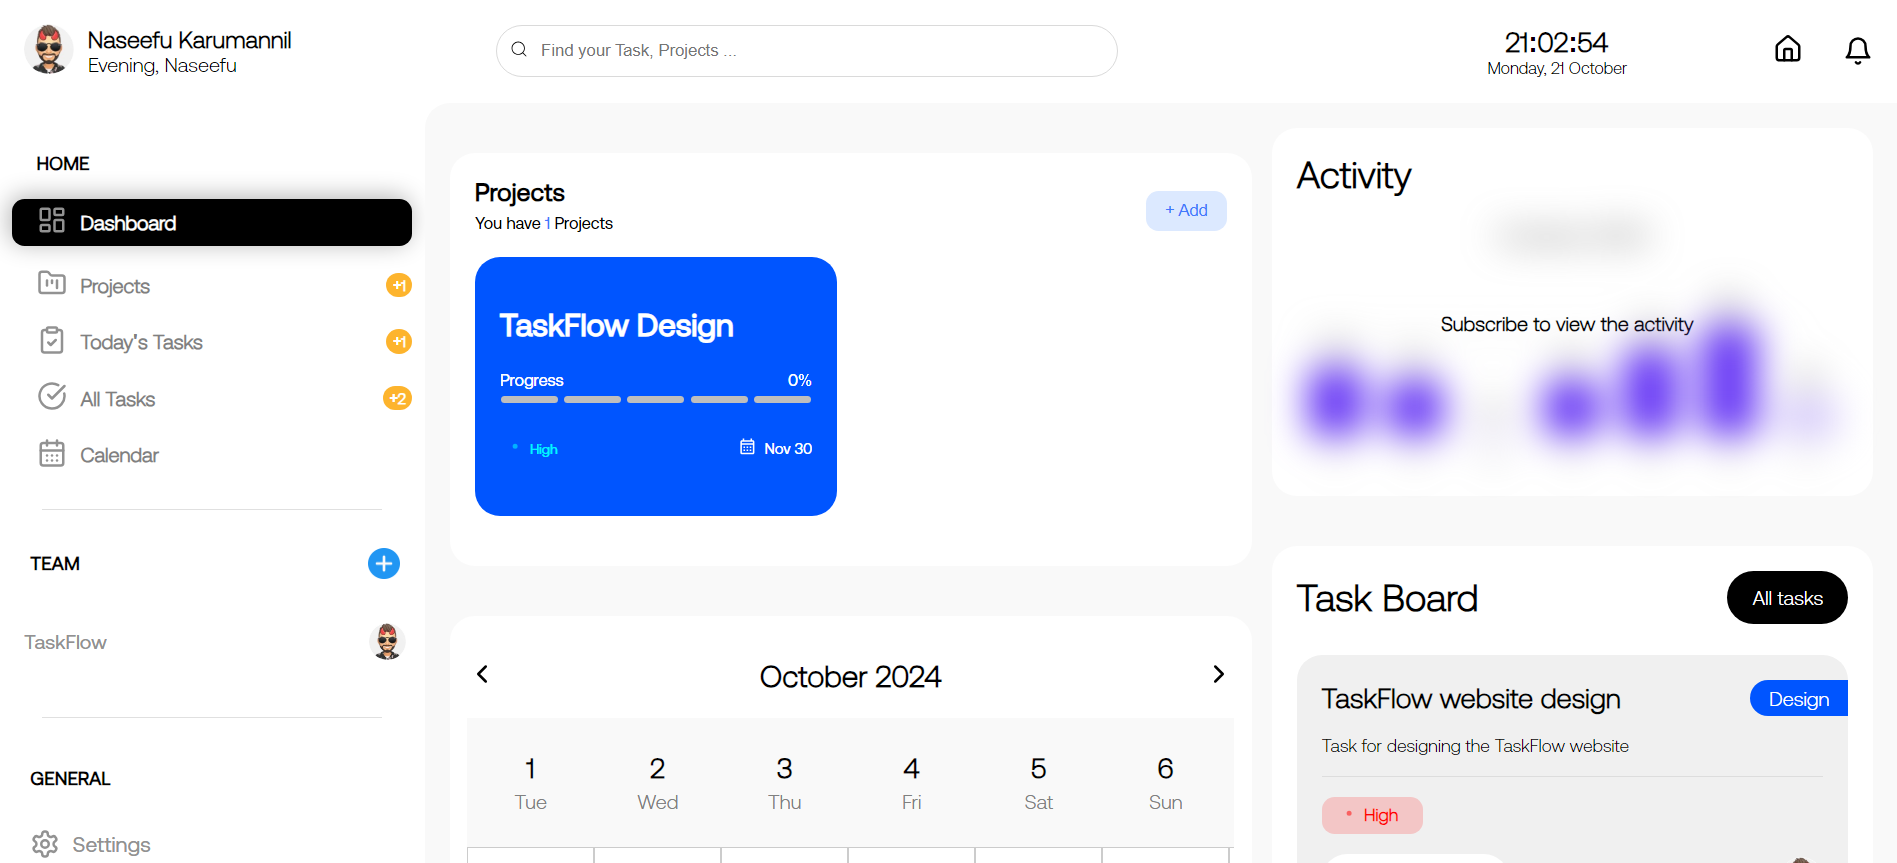 Naseefu Karumannil
Evening, Naseefu
Find your Task, Projects ...
21:02:54
Monday, 21 October
HOME
Dashboard
Projects +1
Today's Tasks +1
All Tasks +2
Calendar
TEAM
TaskFlow
GENERAL
Settings
Projects
You have 1 Projects
+ Add
TaskFlow Design
Progress 0%
High Nov 30
October 2024
1 2 3 4 5 6
Tue Wed Thu Fri Sat Sun
Activity
Subscribe to view the activity
Task Board
All tasks
TaskFlow website design
Design
Task for designing the TaskFlow website
High